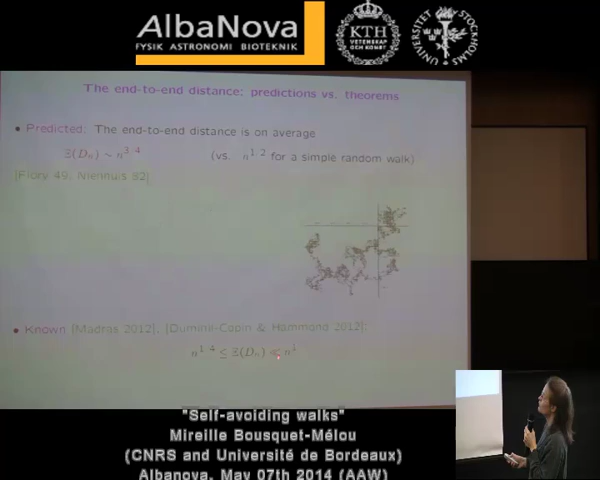 AlbaNova
FYSIK ASTRONOMI BIOTEKNIK
KTH
VETENSKAP
OCH KONST
STOCKHOLMS
UNIVERSITET
The end-to-end distance: predictions vs. theorems
• Predicted: The end-to-end distance is on average
E(Dₙ) ~ n^3/4 (vs. n^1/2 for a simple random walk)
[Flory 49, Nienhuis 82]
• Known [Madras 2012], [Duminil-Copin & Hammond 2012]:
n^1/4 ≤ E(Dₙ) ≪ n^1
"Self-avoiding walks"
Mireille Bousquet-Mélou
(CNRS and Université de Bordeaux)
Albanova, May 07th 2014 (AAW)